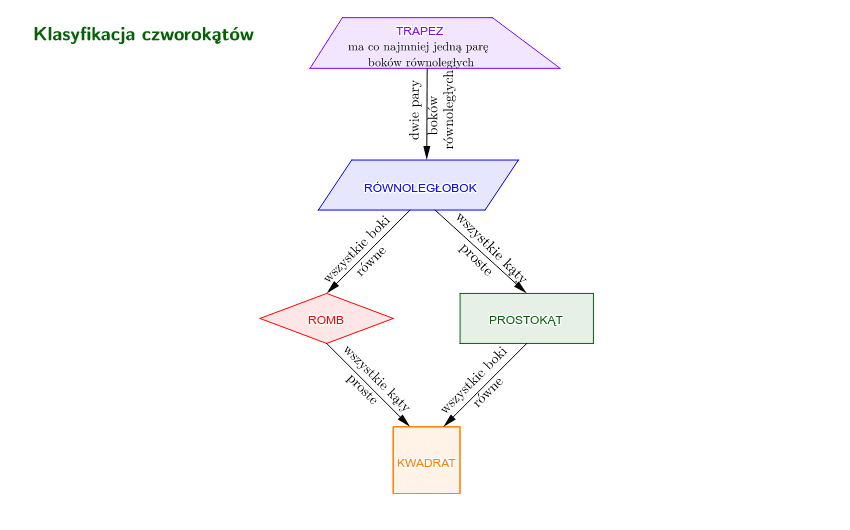 Klasyfikacja czworokątów
TRAPEZ
ma co najmniej jedną parę
boków równoległych
dwie pary
boków
równoległych
RÓWNOLEGŁOBOK
wszystkie boki
równe
wszystkie kąty
proste
ROMB
PROSTOKĄT
wszystkie kąty
proste
wszystkie boki
równe
KWADRAT